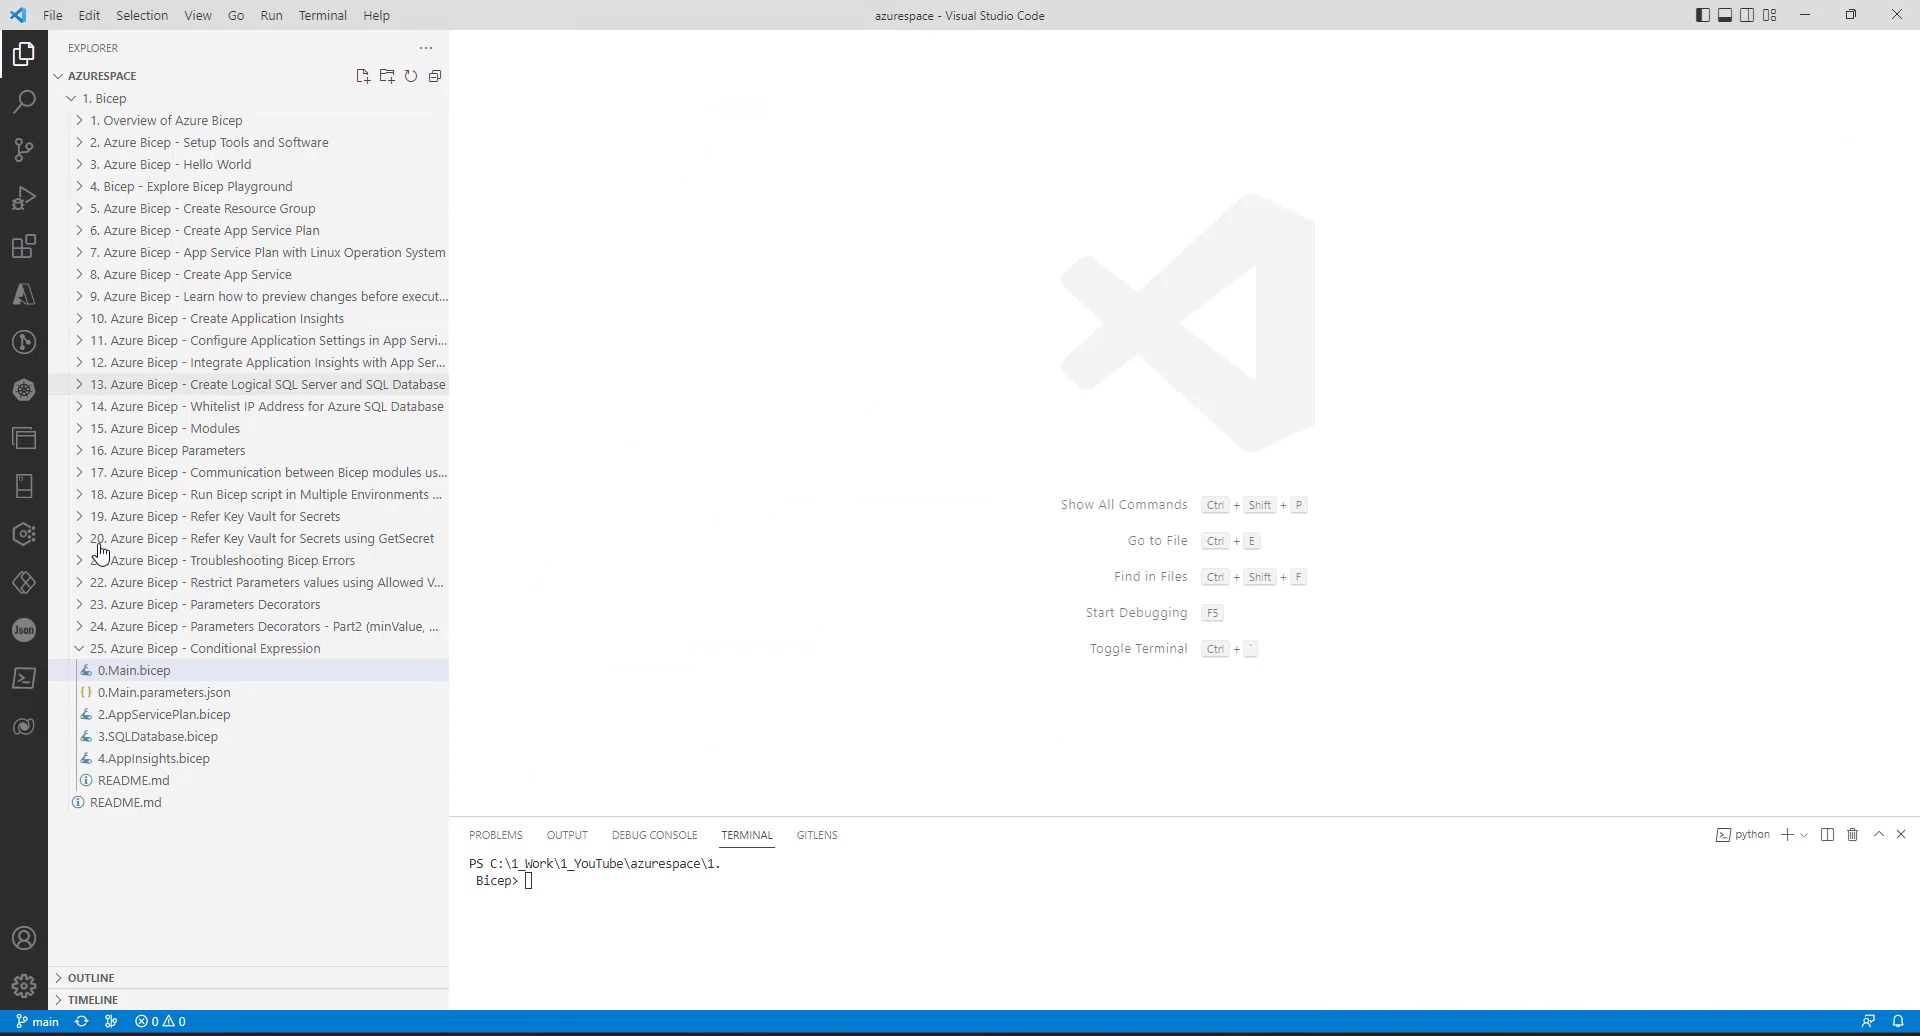 File Edit Selection View Go Run Terminal Help
azurespace - Visual Studio Code
EXPLORER
AZURESPACE
1. Bicep
1. Overview of Azure Bicep
2. Azure Bicep - Setup Tools and Software
3. Azure Bicep - Hello World
4. Bicep - Explore Bicep Playground
5. Azure Bicep - Create Resource Group
6. Azure Bicep - Create App Service Plan
7. Azure Bicep - App Service Plan with Linux Operation System
8. Azure Bicep - Create App Service
9. Azure Bicep - Learn how to preview changes before execut...
10. Azure Bicep - Create Application Insights
11. Azure Bicep - Configure Application Settings in App Servi...
12. Azure Bicep - Integrate Application Insights with App Ser...
13. Azure Bicep - Create Logical SQL Server and SQL Database
14. Azure Bicep - Whitelist IP Address for Azure SQL Database
15. Azure Bicep - Modules
16. Azure Bicep Parameters
17. Azure Bicep - Communication between Bicep modules us...
18. Azure Bicep - Run Bicep script in Multiple Environments ...
19. Azure Bicep - Refer Key Vault for Secrets
20. Azure Bicep - Refer Key Vault for Secrets using GetSecret
Azure Bicep - Troubleshooting Bicep Errors
22. Azure Bicep - Restrict Parameters values using Allowed V...
23. Azure Bicep - Parameters Decorators
24. Azure Bicep - Parameters Decorators - Part2 (minValue, ...
25. Azure Bicep - Conditional Expression
0.Main.bicep
{} 0.Main.parameters.json
2.AppServicePlan.bicep
3.SQLDatabase.bicep
4.AppInsights.bicep
README.md
README.md
OUTLINE
TIMELINE
Json
Show All Commands Ctrl + Shift + P
Go to File Ctrl + E
Find in Files Ctrl + Shift + F
Start Debugging F5
Toggle Terminal Ctrl + `
PROBLEMS OUTPUT DEBUG CONSOLE TERMINAL GITLENS
python
PS C:\1_Work\1_YouTube\azurespace\1.
Bicep>
main 0 0